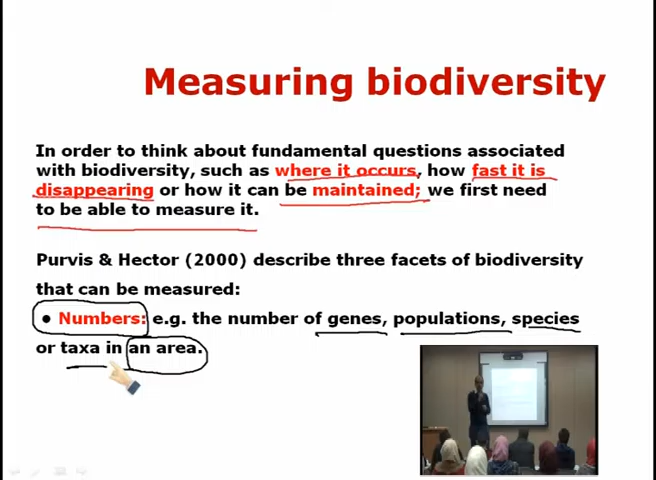 Measuring biodiversity
In order to think about fundamental questions associated
with biodiversity, such as where it occurs, how fast it is
disappearing or how it can be maintained; we first need
to be able to measure it.
Purvis & Hector (2000) describe three facets of biodiversity
that can be measured:
• Numbers: e.g. the number of genes, populations, species
or taxa in an area.